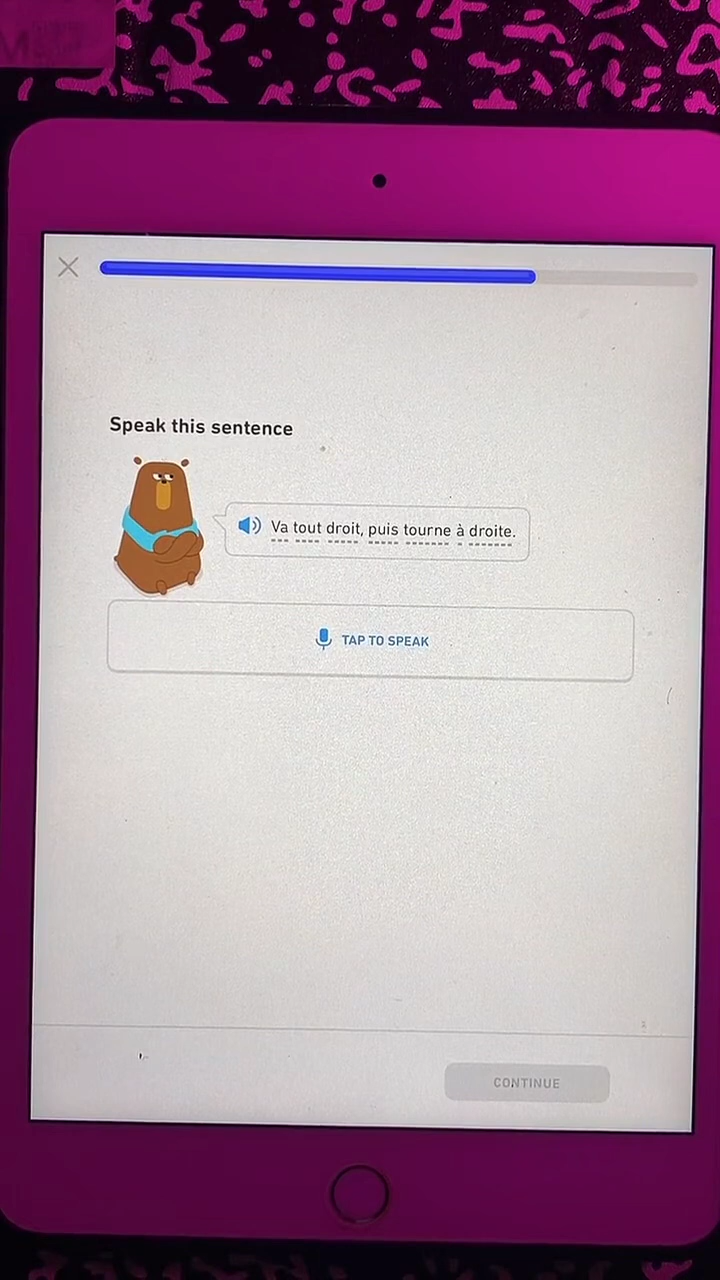 Speak this sentence
Va tout droit, puis tourne à droite.
TAP TO SPEAK
CONTINUE